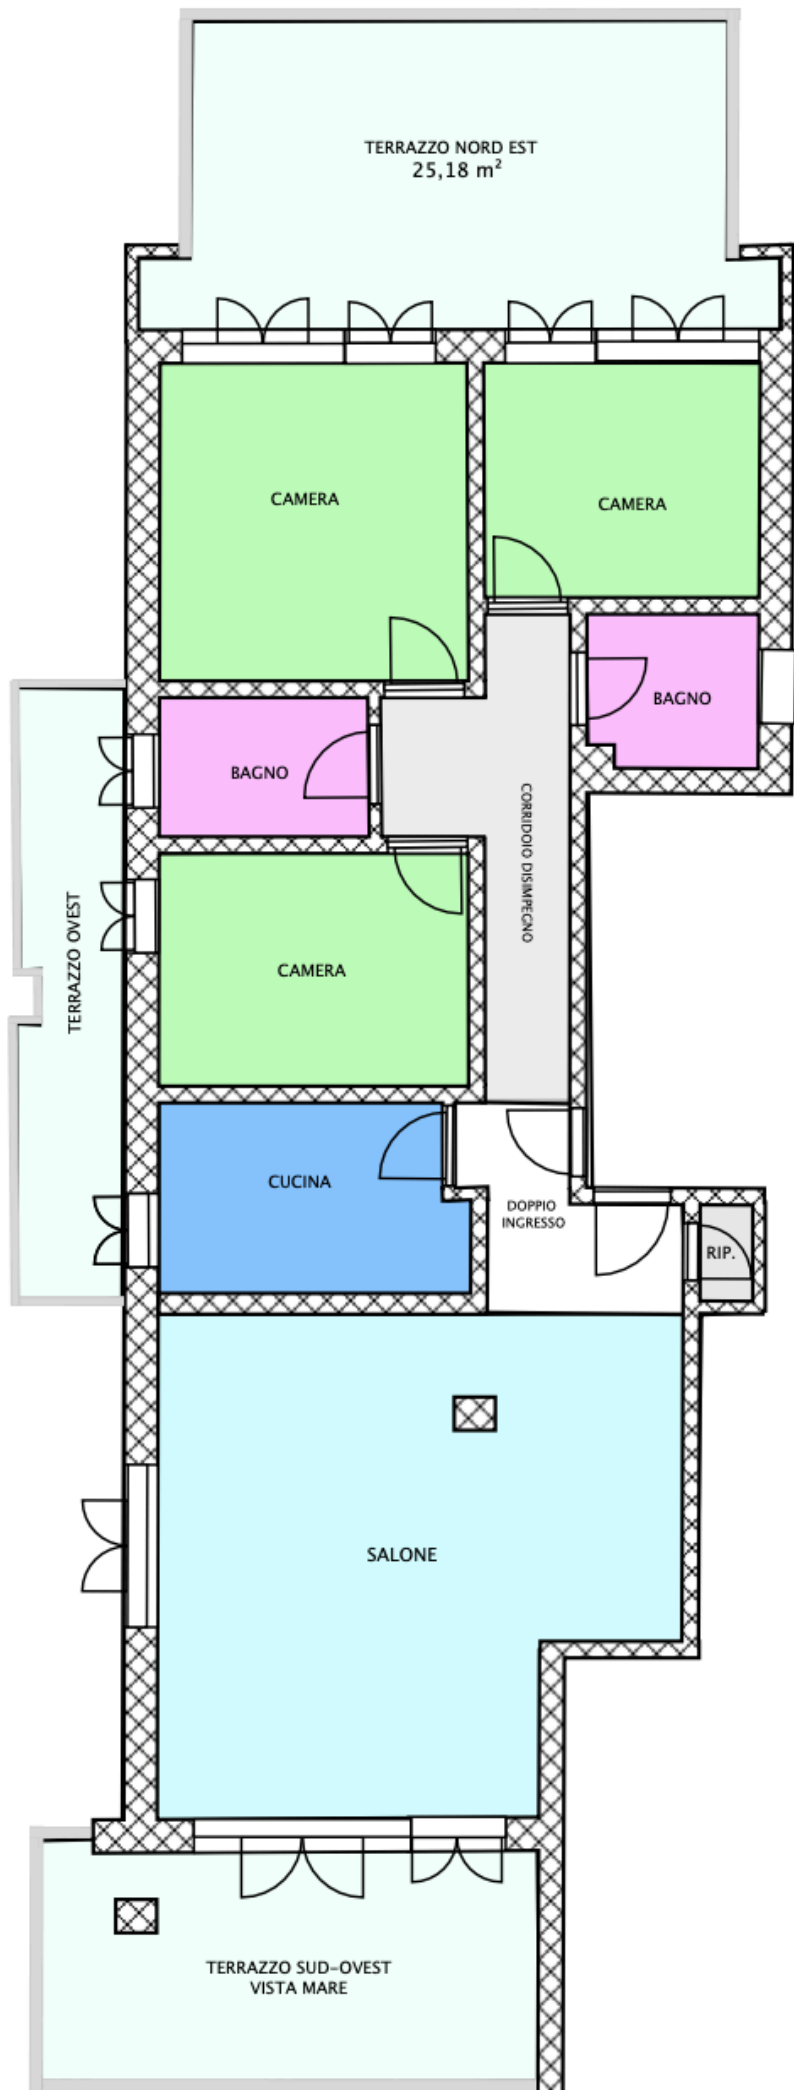 TERRAZZO NORD EST
25,18 m²
CAMERA
CAMERA
BAGNO
BAGNO
CORRIDOIO DISIMPEGNO
TERRAZZO OVEST
CAMERA
CUCINA
DOPPIO
INGRESSO
RIP.
SALONE
TERRAZZO SUD-OVEST
VISTA MARE